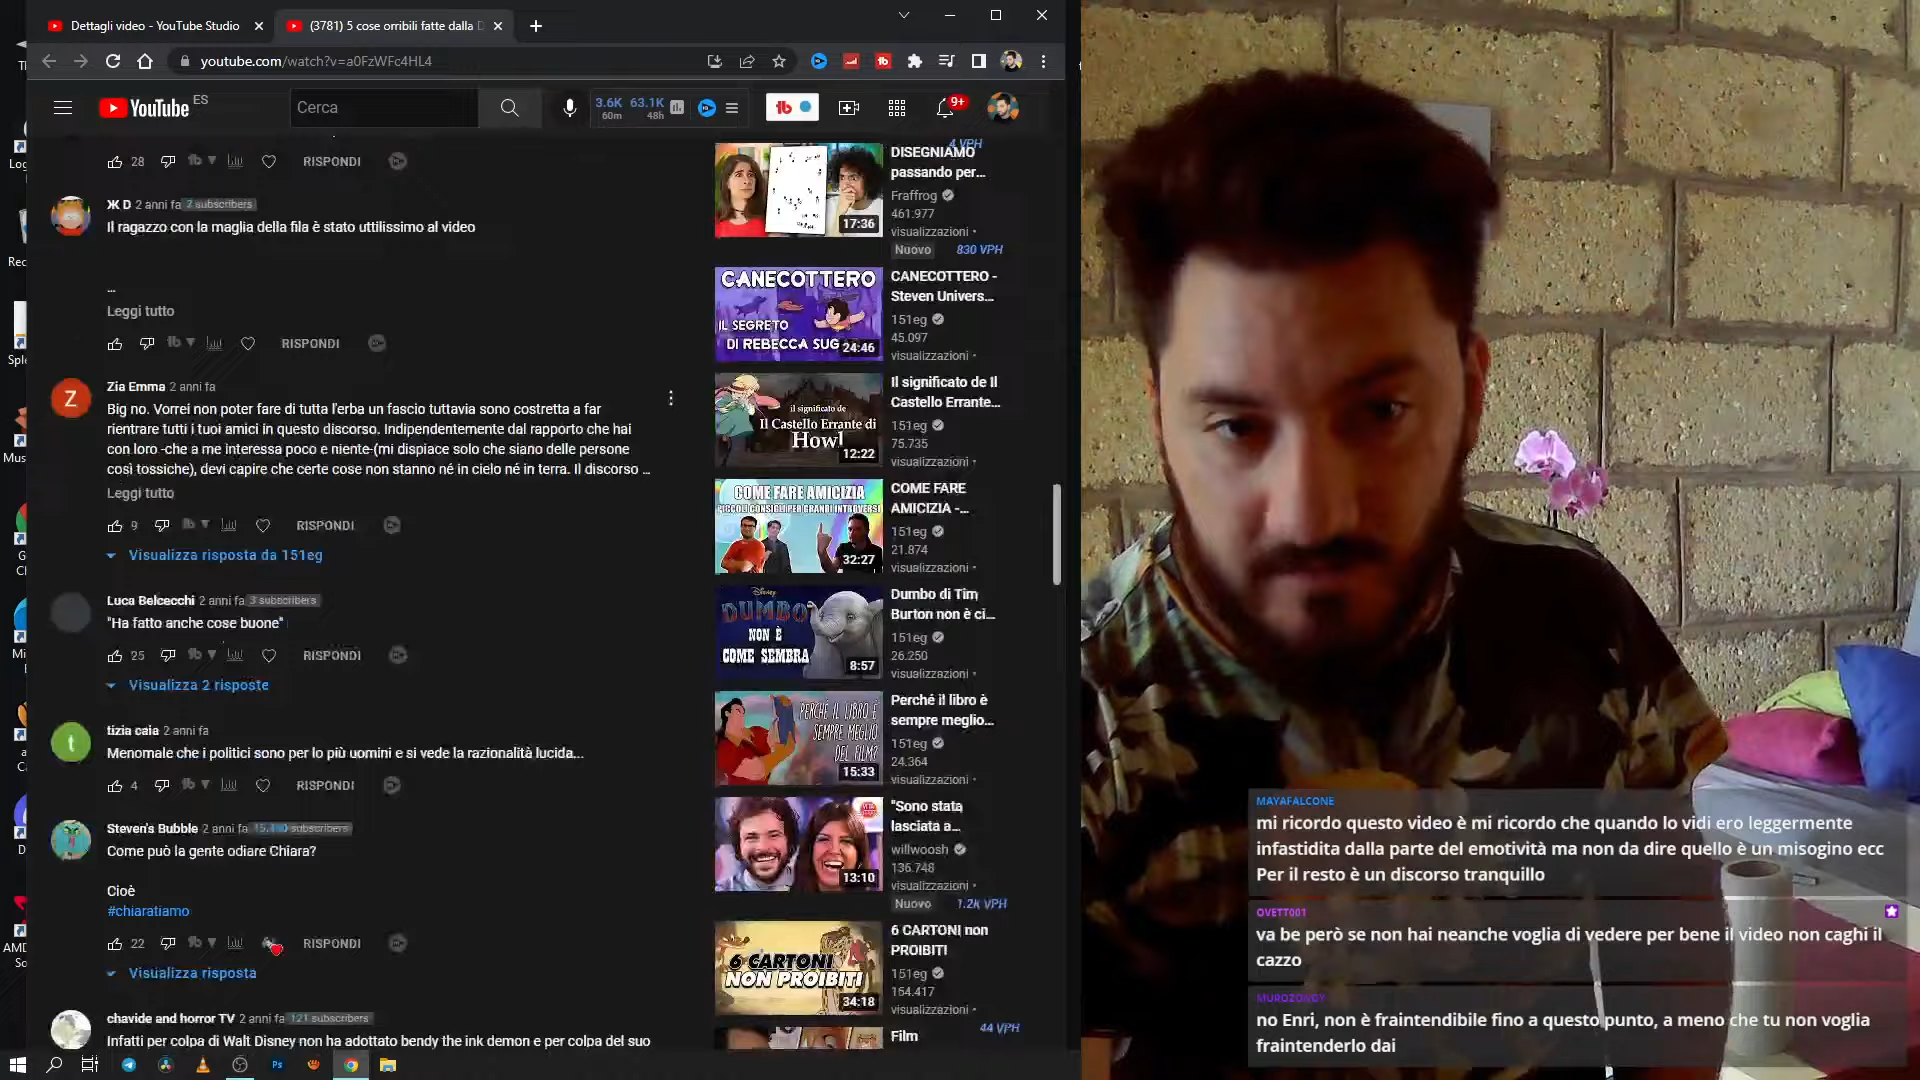 Dettagli video - YouTube Studio
(3781) 5 cose orribili fatte dalla D
youtube.com/watch?v=a0FzWFc4HL4
YouTube ES
Cerca
3.6K 63.1K
60m 48h
9+
28 RISPONDI
Ж D 2 anni fa 7 subscribers
Il ragazzo con la maglia della fila è stato uttilissimo al video
...
Leggi tutto
RISPONDI
Z
Zia Emma 2 anni fa
Big no. Vorrei non poter fare di tutta l'erba un fascio tuttavia sono costretta a far
rientrare tutti i tuoi amici in questo discorso. Indipendentemente dal rapporto che hai
con loro -che a me interessa poco e niente-(mi dispiace solo che siano delle persone
così tossiche), devi capire che certe cose non stanno né in cielo né in terra. Il discorso ...
Leggi tutto
9 RISPONDI
Visualizza risposta da 151eg
Luca Belcecchi 2 anni fa 3 subscribers
"Ha fatto anche cose buone"
25 RISPONDI
Visualizza 2 risposte
t
tizia caia 2 anni fa
Menomale che i politici sono per lo più uomini e si vede la razionalità lucida...
4 RISPONDI
Steven's Bubble 2 anni fa subscribers
Come può la gente odiare Chiara?
Cioè
#chiaratiamo
22 RISPONDI
Visualizza risposta
chavide and horror TV 2 anni fa 121 subscribers
Infatti per colpa di Walt Disney non ha adottato bendy the ink demon e per colpa del suo
4 VPH
DISEGNIAMO
passando per...
Fraffrog
461.977
visualizzazioni •
Nuovo 830 VPH
17:36
CANECOTTERO
IL SEGRETO
DI REBECCA SUG
24:46
CANECOTTERO -
Steven Univers...
151eg
45.097
visualizzazioni •
il significato de
Il Castello Errante di
Howl
12:22
Il significato de Il
Castello Errante...
151eg
75.735
visualizzazioni •
COME FARE AMICIZIA
PICCOLI CONSIGLI PER GRANDI INTROVERSI
32:27
COME FARE
AMICIZIA -...
151eg
21.874
visualizzazioni •
Disney
DUMBO
NON È
COME SEMBRA
8:57
Dumbo di Tim
Burton non è ci...
151eg
26.250
visualizzazioni •
PERCHÉ IL LIBRO È
SEMPRE MEGLIO
DEL FILM?
15:33
Perché il libro è
sempre meglio...
151eg
24.364
visualizzazioni •
13:10
"Sono stata
lasciata a...
willwoosh
136.748
visualizzazioni •
Nuovo 1.2K VPH
6 CARTONI
NON PROIBITI
34:18
6 CARTONI non
PROIBITI
151eg
164.417
visualizzazioni •
44 VPH
Film
MAYAFALCONE
mi ricordo questo video è mi ricordo che quando lo vidi ero leggermente
infastidita dalla parte del emotività ma non da dire quello è un misogino ecc
Per il resto è un discorso tranquillo
OVETT001
va be però se non hai neanche voglia di vedere per bene il video non caghi il
cazzo
MUROZONDY
no Enri, non è fraintendibile fino a questo punto, a meno che tu non voglia
fraintenderlo dai